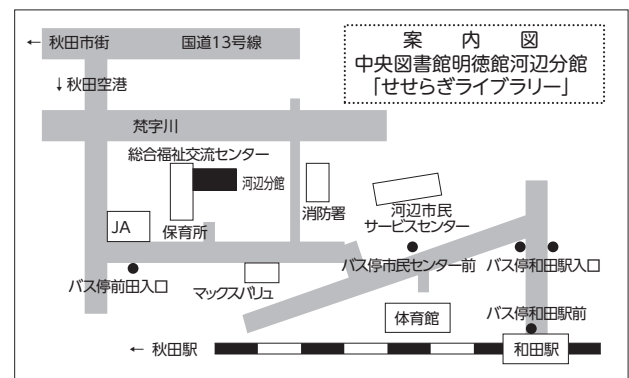 ← 秋田市街
国道13号線
案 内 図
中央図書館明徳館河辺分館
「せせらぎライブラリー」
↓秋田空港
梵字川
総合福祉交流センター
河辺分館
消防署
河辺市民
サービスセンター
JA
保育所
バス停前田入口
マックスバリュ
バス停市民センター前
バス停和田駅入口
バス停和田駅前
体育館
← 秋田駅
和田駅